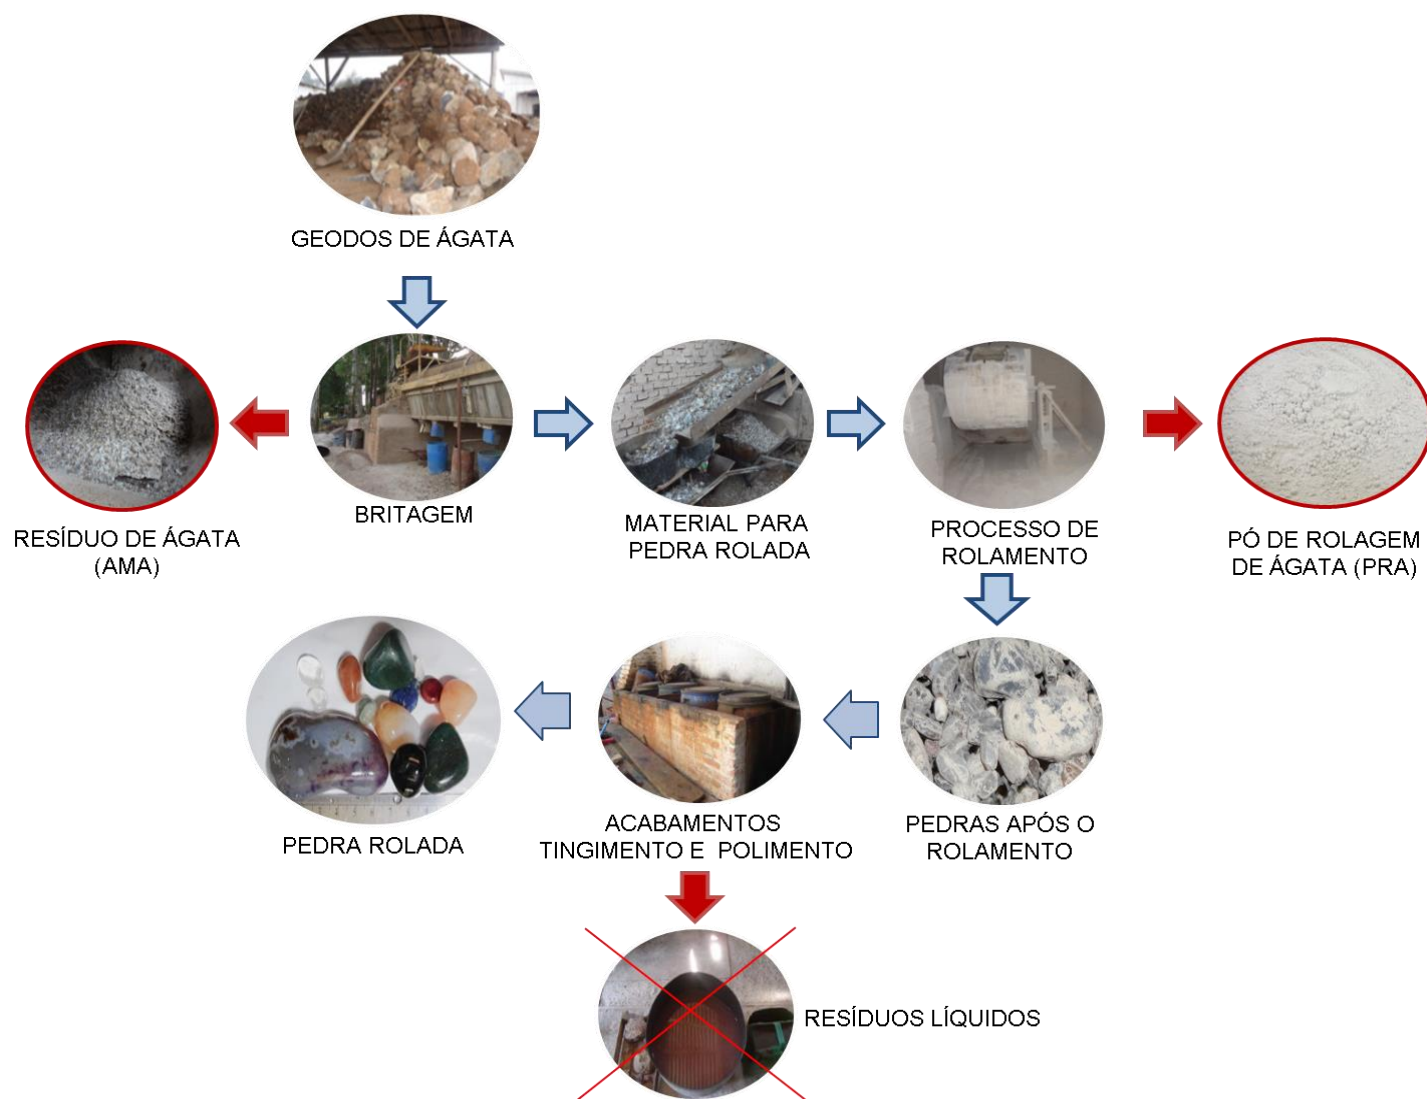 GEODOS DE ÁGATA
RESÍDUO DE ÁGATA
(AMA)
BRITAGEM
MATERIAL PARA
PEDRA ROLADA
PROCESSO DE
ROLAMENTO
PÓ DE ROLAGEM
DE ÁGATA (PRA)
PEDRA ROLADA
ACABAMENTOS
TINGIMENTO E POLIMENTO
PEDRAS APÓS O
ROLAMENTO
RESÍDUOS LÍQUIDOS